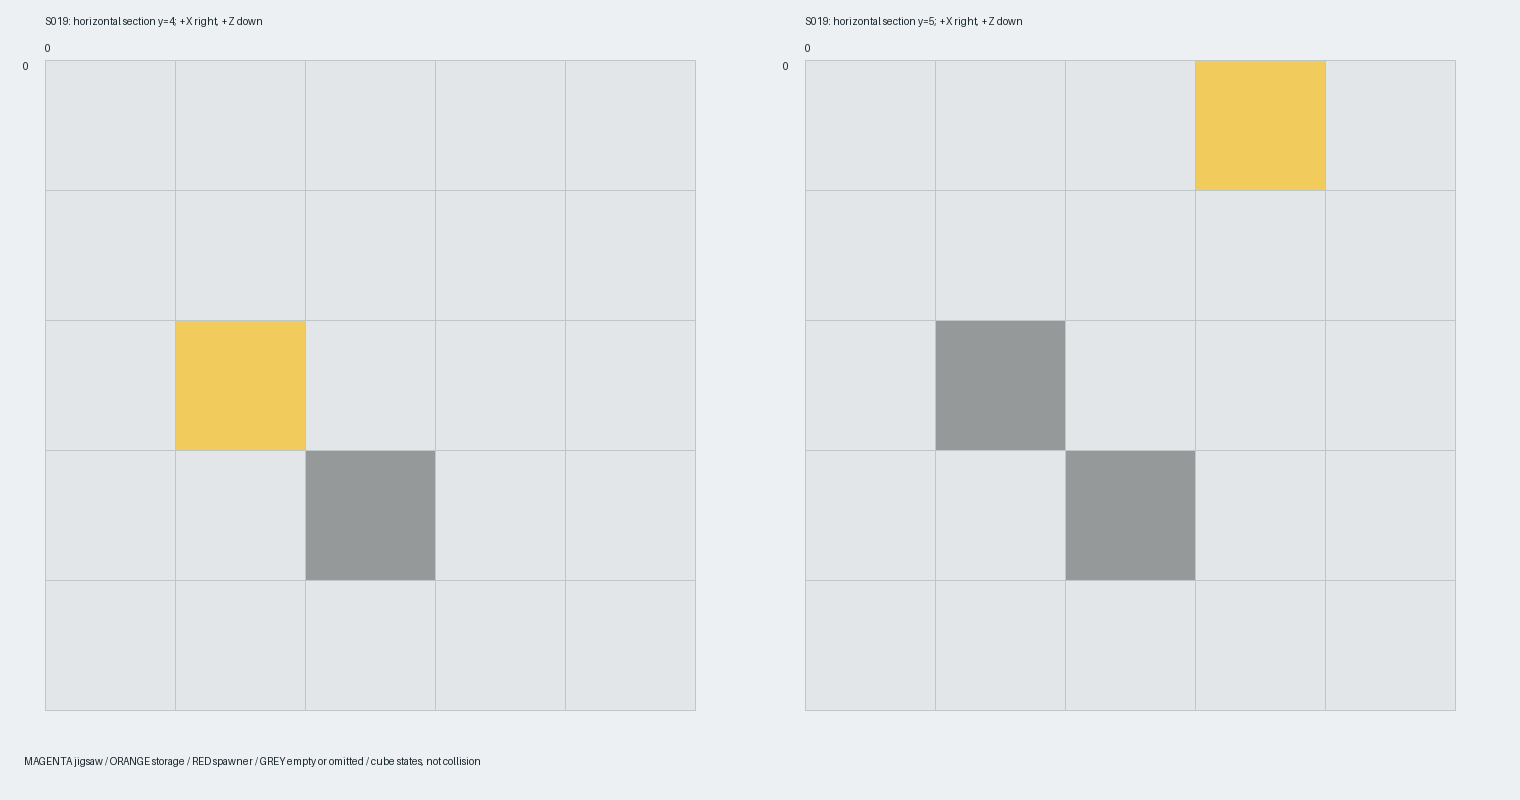 S019: horizontal section y=4; +X right, +Z down
0
0
S019: horizontal section y=5; +X right, +Z down
0
0
MAGENTA jigsaw / ORANGE storage / RED spawner / GREY empty or omitted / cube states, not collision